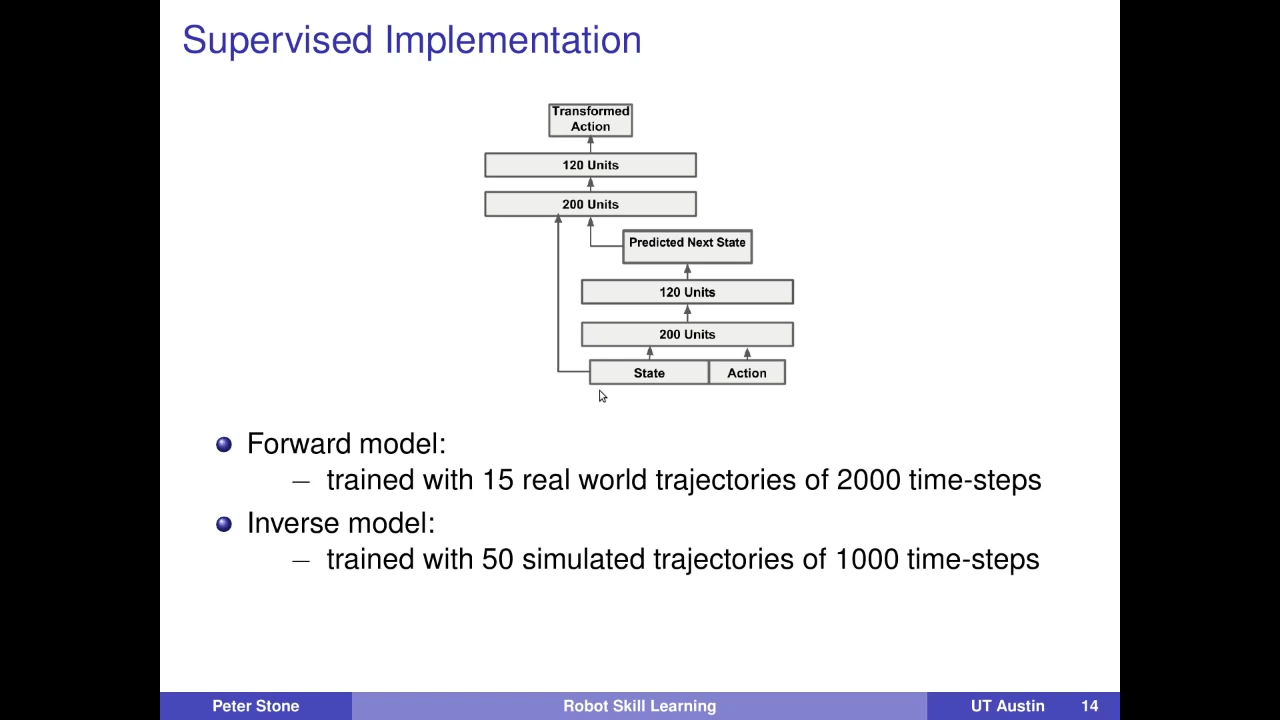 Supervised Implementation
Transformed
Action
120 Units
200 Units
Predicted Next State
120 Units
200 Units
State Action
Forward model:
– trained with 15 real world trajectories of 2000 time-steps
Inverse model:
– trained with 50 simulated trajectories of 1000 time-steps
Peter Stone Robot Skill Learning UT Austin 14